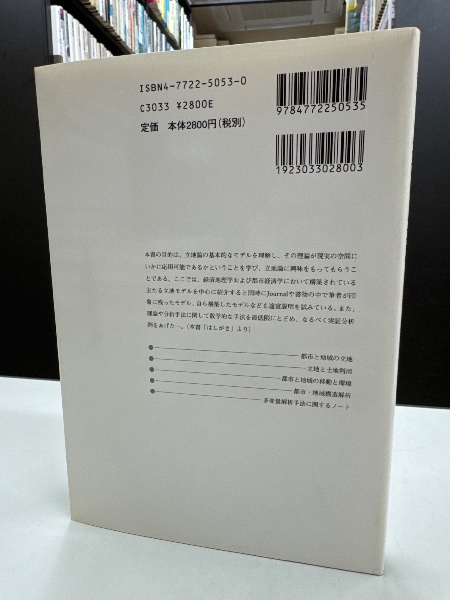 ISBN4-7722-5053-0
C3033 ¥2800E
定価 本体2800円(税別)
9784772250535
1923033028003
本書の目的は、立地論の基本的なモデルを理解し、その理論が現実の空間に
いかに応用可能であるかということを学び、立地論に興味をもってもらうこ
とである。ここでは、経済地理学および都市経済学において構築されている
主たる立地モデルを中心に紹介すると同時にJournalや書物の中で筆者が印
象に残ったモデル、自ら構築したモデルなども適宜説明を試みている。また、
理論や分析手法に関して数学的な手法を最低限にとどめ、なるべく実証分析
例をあげた…。(本書「はしがき」より)
都市と地域の立地
立地と土地利用
都市と地域の移動と環境
都市・地域構造解析
多変量解析手法に関するノート